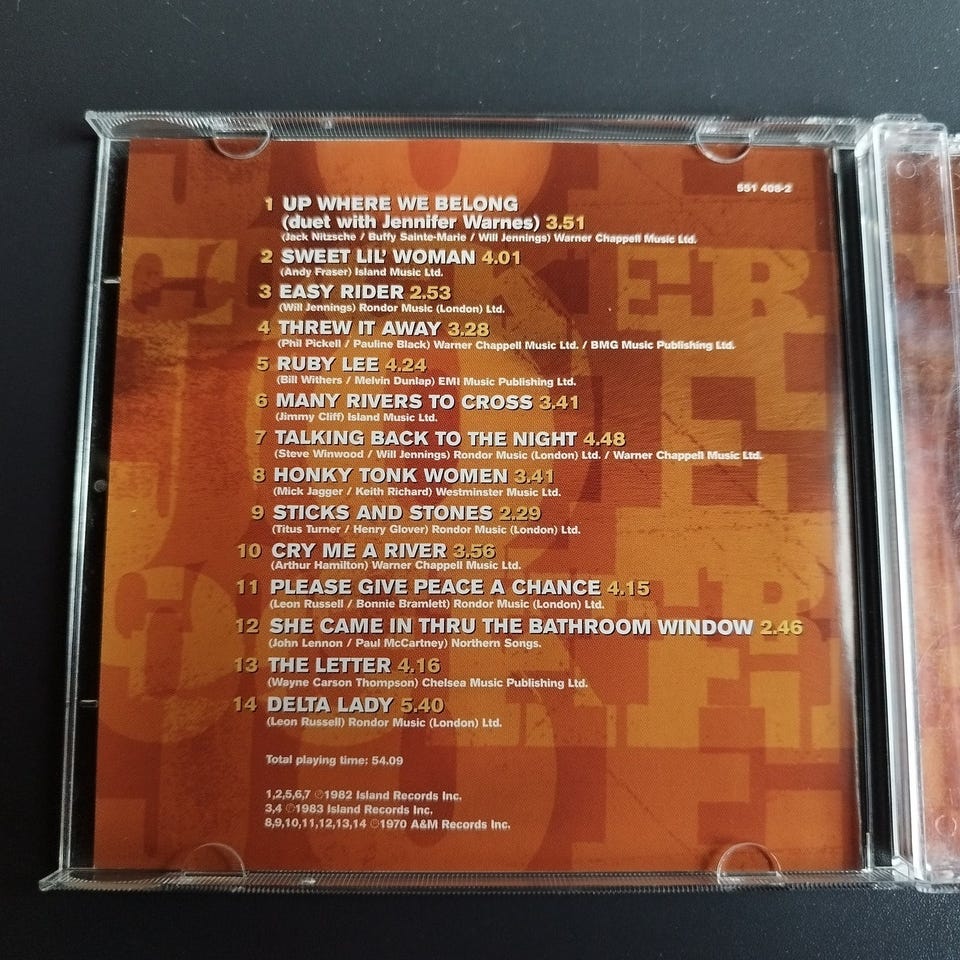 551 406-2
1 UP WHERE WE BELONG
(duet with Jennifer Warnes) 3.51
(Jack Nitzsche / Buffy Sainte-Marie / Will Jennings) Warner Chappell Music Ltd.
2 SWEET LIL' WOMAN 4.01
(Andy Fraser) Island Music Ltd.
3 EASY RIDER 2.53
(Will Jennings) Rondor Music (London) Ltd.
4 THREW IT AWAY 3.28
(Phil Pickell / Pauline Black) Warner Chappell Music Ltd. / BMG Music Publishing Ltd.
5 RUBY LEE 4.24
(Bill Withers / Melvin Dunlap) EMI Music Publishing Ltd.
6 MANY RIVERS TO CROSS 3.41
(Jimmy Cliff) Island Music Ltd.
7 TALKING BACK TO THE NIGHT 4.48
(Steve Winwood / Will Jennings) Rondor Music (London) Ltd. / Warner Chappell Music Ltd.
8 HONKY TONK WOMEN 3.41
(Mick Jagger / Keith Richard) Westminster Music Ltd.
9 STICKS AND STONES 2.29
(Titus Turner / Henry Glover) Rondor Music (London) Ltd.
10 CRY ME A RIVER 3.56
(Arthur Hamilton) Warner Chappell Music Ltd.
11 PLEASE GIVE PEACE A CHANCE 4.15
(Leon Russell / Bonnie Bramlett) Rondor Music (London) Ltd.
12 SHE CAME IN THRU THE BATHROOM WINDOW 2.46
(John Lennon / Paul McCartney) Northern Songs.
13 THE LETTER 4.16
(Wayne Carson Thompson) Chelsea Music Publishing Ltd.
14 DELTA LADY 5.40
(Leon Russell) Rondor Music (London) Ltd.
Total playing time: 54.09
1,2,5,6,7 ℗1982 Island Records Inc.
3,4 ℗1983 Island Records Inc.
8,9,10,11,12,13,14 ℗1970 A&M Records Inc.